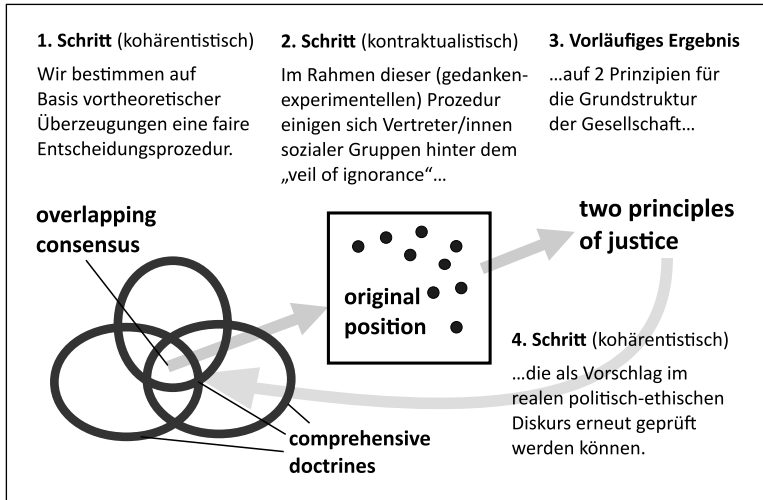 1. Schritt (kohärentistisch)
Wir bestimmen auf
Basis vortheoretischer
Überzeugungen eine faire
Entscheidungsprozedur.
2. Schritt (kontraktualistisch)
Im Rahmen dieser (gedanken-
experimentellen) Prozedur
einigen sich Vertreter/innen
sozialer Gruppen hinter dem
„veil of ignorance“...
3. Vorläufiges Ergebnis
...auf 2 Prinzipien für
die Grundstruktur
der Gesellschaft...
overlapping
consensus
original
position
two principles
of justice
4. Schritt (kohärentistisch)
...die als Vorschlag im
realen politisch-ethischen
Diskurs erneut geprüft
werden können.
comprehensive
doctrines